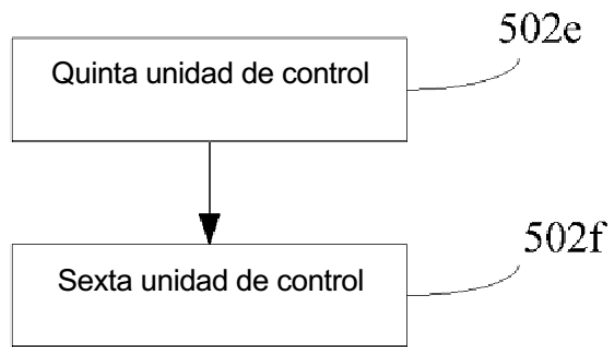 502e
Quinta unidad de control
502f
Sexta unidad de control